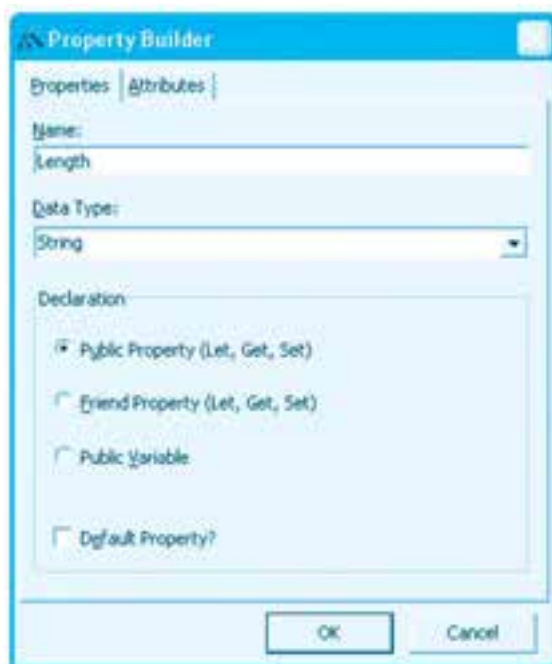 Property Builder
Properties Attributes
Name:
Length
Data Type:
String
Declaration
Public Property (Let, Get, Set)
Friend Property (Let, Get, Set)
Public Variable
Default Property?
OK Cancel